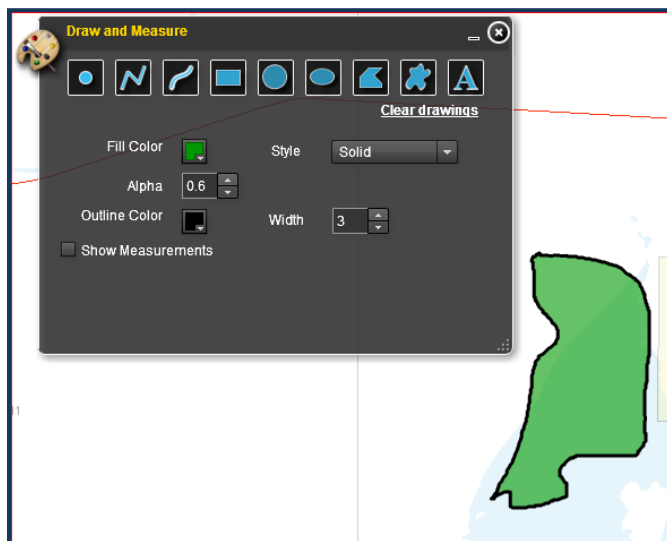 Draw and Measure
A
Clear drawings
Fill Color
Style
Solid
Alpha
0.6
Outline Color
Width
3
Show Measurements